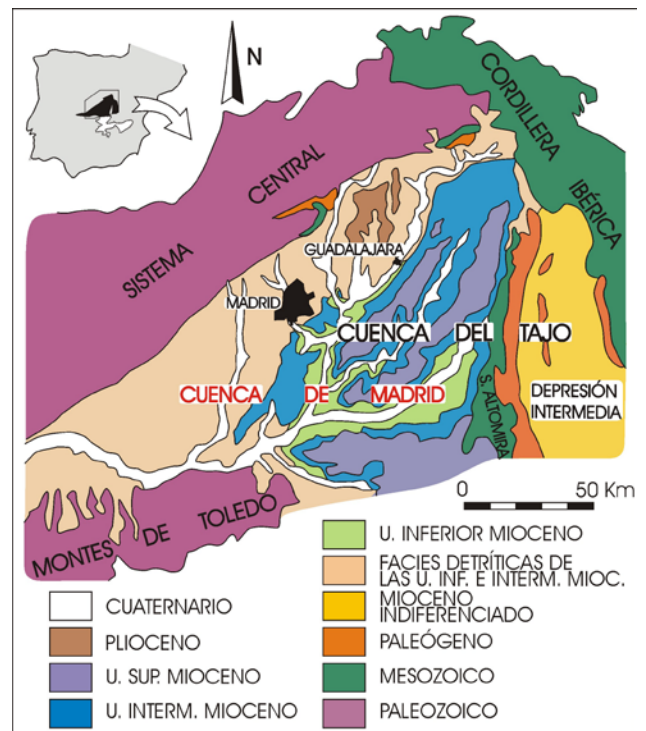 N
CORDILLERA
IBÉRICA
SISTEMA
CENTRAL
GUADALAJARA
MADRID
CUENCA DEL TAJO
CUENCA DE MADRID
S. ALTOMIRA
DEPRESIÓN
INTERMEDIA
MONTES DE TOLEDO
0 50 Km
CUATERNARIO
PLIOCENO
U. SUP. MIOCENO
U. INTERM. MIOCENO
U. INFERIOR MIOCENO
FACIES DETRÍTICAS DE
LAS U. INF. E INTERM. MIOC.
MIOCENO
INDIFERENCIADO
PALEÓGENO
MESOZOICO
PALEOZOICO